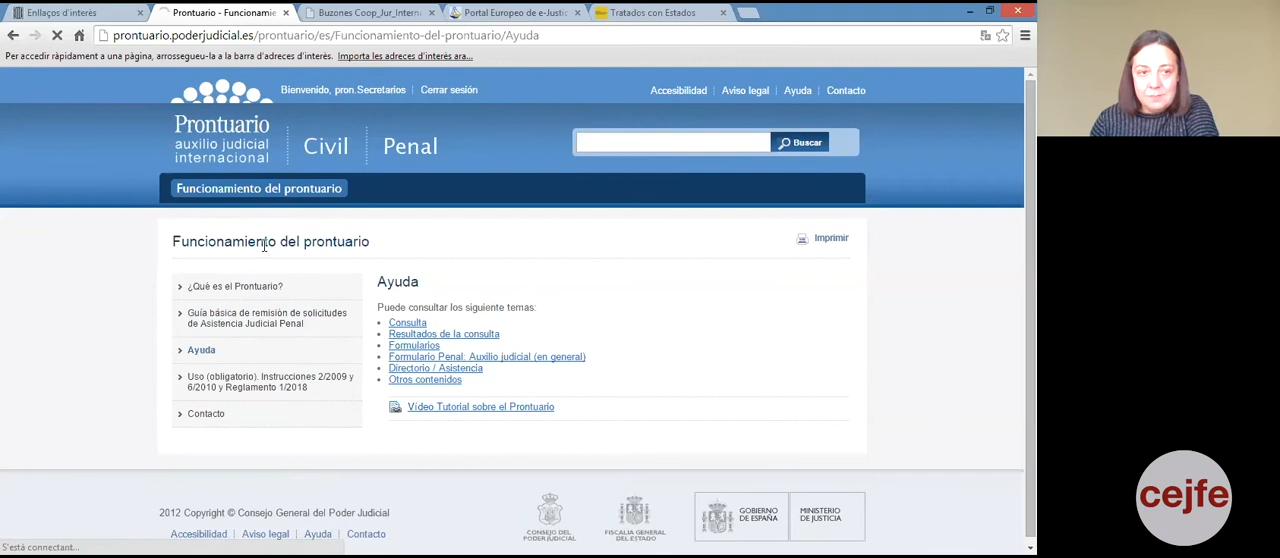 Enllaços d'interès
Prontuario - Funcionamie
Buzones Coop_Jur_Interna
Portal Europeo de e-Justic
Tratados con Estados
prontuario.poderjudicial.es/prontuario/es/Funcionamiento-del-prontuario/Ayuda
Per accedir ràpidament a una pàgina, arrossegueu-la a la barra d'adreces d'interès. Importa les adreces d'interès ara...
Bienvenido, pron.Secretarios | Cerrar sesión
Accesibilidad | Aviso legal | Ayuda | Contacto
Prontuario
auxilio judicial
internacional
Civil
Penal
Buscar
Funcionamiento del prontuario
Funcionamiento del prontuario
Imprimir
¿Qué es el Prontuario?
Guía básica de remisión de solicitudes
de Asistencia Judicial Penal
Ayuda
Uso (obligatorio). Instrucciones 2/2009 y
6/2010 y Reglamento 1/2018
Contacto
Ayuda
Puede consultar los siguiente temas:
Consulta
Resultados de la consulta
Formularios
Formulario Penal: Auxilio judicial (en general)
Directorio / Asistencia
Otros contenidos
Vídeo Tutorial sobre el Prontuario
2012 Copyright © Consejo General del Poder Judicial
Accesibilidad | Aviso legal | Ayuda | Contacto
CONSEJO DEL
PODER JUDICIAL
FISCALIA GENERAL
DEL ESTADO
GOBIERNO
DE ESPAÑA
MINISTERIO
DE JUSTICIA
S'està connectant...
cejfe